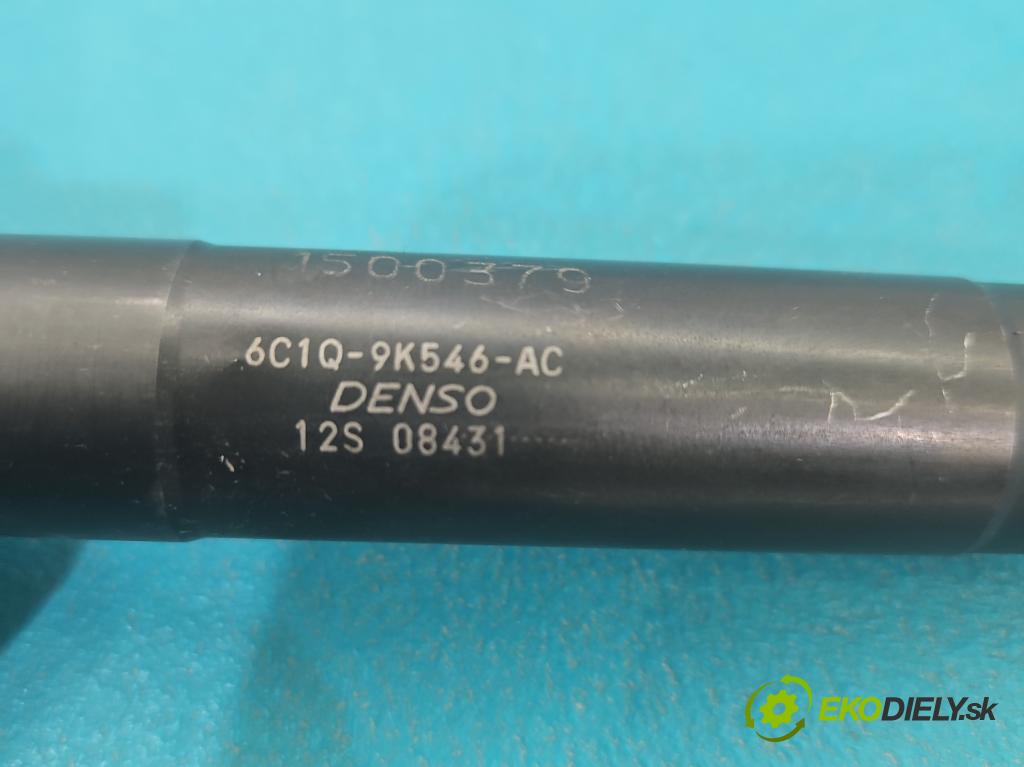 1500379
6C1Q-9K546-AC
DENSO
12S 08431
EKODIELY.sk